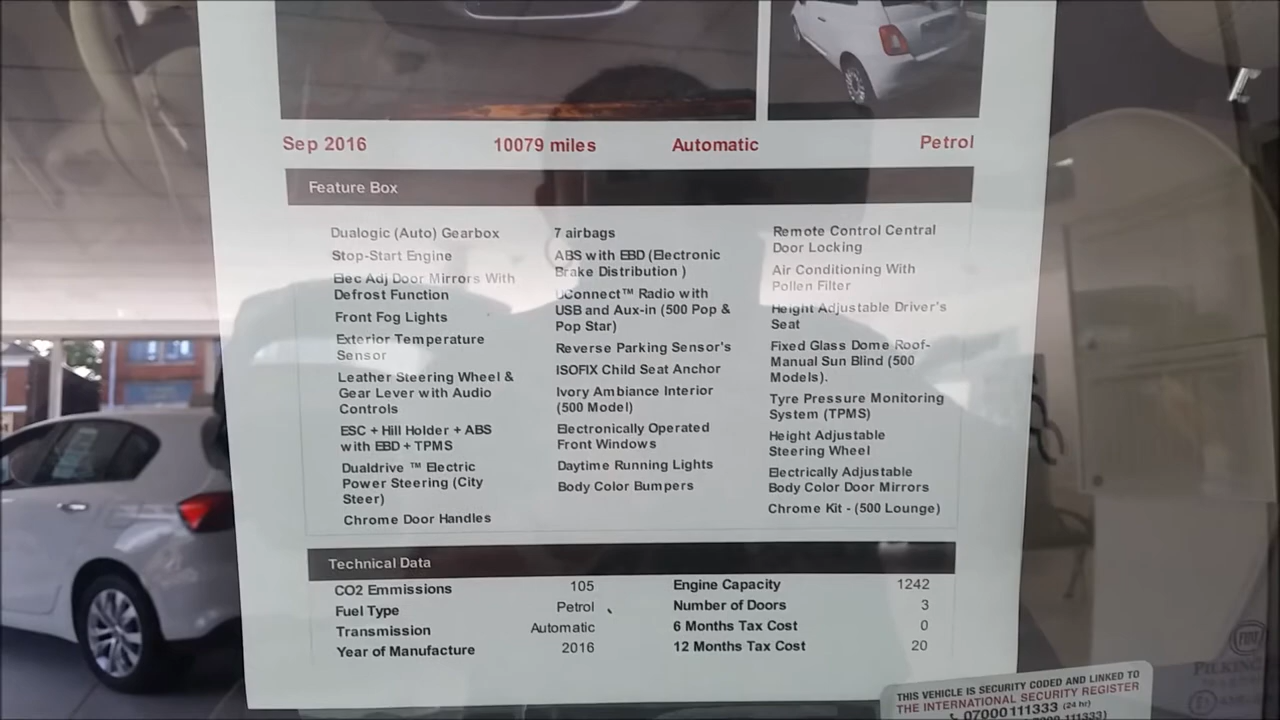 Sep 2016 10079 miles Automatic Petrol
Feature Box
Dualogic (Auto) Gearbox
Stop-Start Engine
Elec Adj Door Mirrors With
Defrost Function
Front Fog Lights
Exterior Temperature
Sensor
Leather Steering Wheel &
Gear Lever with Audio
Controls
ESC + Hill Holder + ABS
with EBD + TPMS
Dualdrive ™ Electric
Power Steering (City
Steer)
Chrome Door Handles
7 airbags
ABS with EBD (Electronic
Brake Distribution )
UConnect™ Radio with
USB and Aux-in (500 Pop &
Pop Star)
Reverse Parking Sensor's
ISOFIX Child Seat Anchor
Ivory Ambiance Interior
(500 Model)
Electronically Operated
Front Windows
Daytime Running Lights
Body Color Bumpers
Remote Control Central
Door Locking
Air Conditioning With
Pollen Filter
Height Adjustable Driver's
Seat
Fixed Glass Dome Roof-
Manual Sun Blind (500
Models).
Tyre Pressure Monitoring
System (TPMS)
Height Adjustable
Steering Wheel
Electrically Adjustable
Body Color Door Mirrors
Chrome Kit - (500 Lounge)
Technical Data
CO2 Emmissions 105 Engine Capacity 1242
Fuel Type Petrol Number of Doors 3
Transmission Automatic 6 Months Tax Cost 0
Year of Manufacture 2016 12 Months Tax Cost 20
THIS VEHICLE IS SECURITY CODED AND LINKED TO
THE INTERNATIONAL SECURITY REGISTER
07000111333 (24 hr)
FIAT